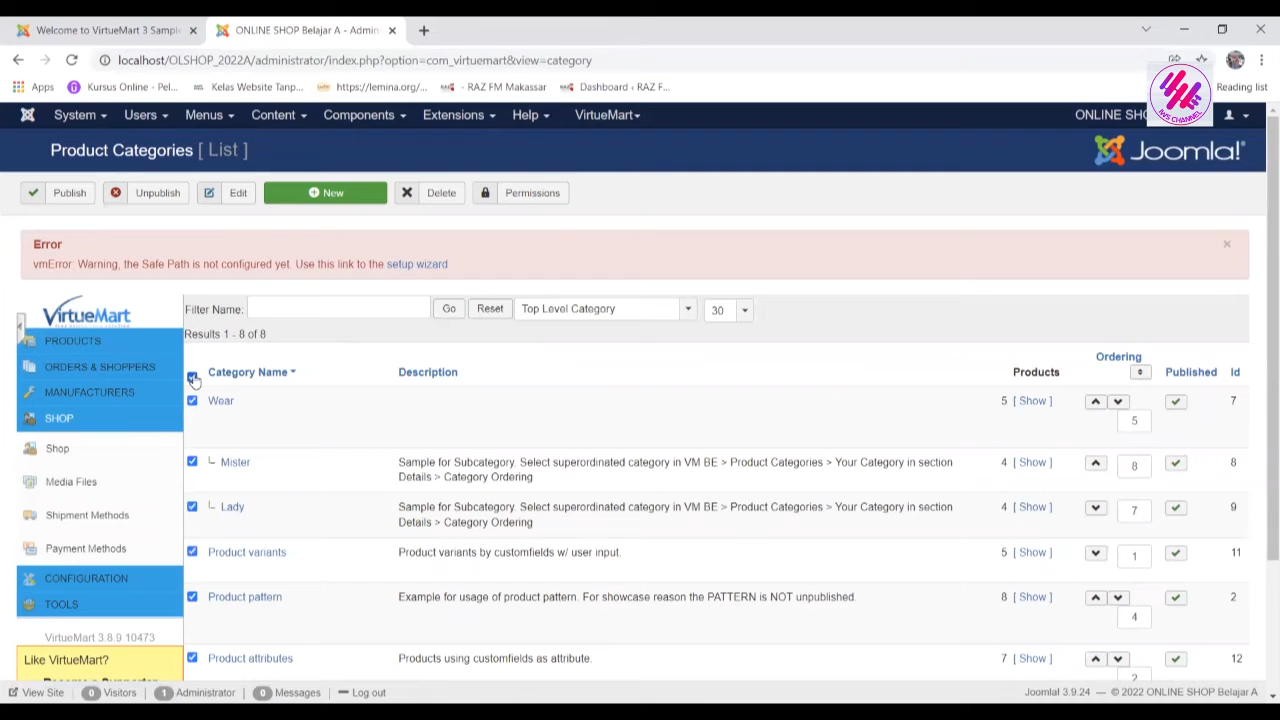 Welcome to VirtueMart 3 Sampl
ONLINE SHOP Belajar A - Admin
localhost/OLSHOP_2022A/administrator/index.php?option=com_virtuemart&view=category
Apps
Kursus Online - Pel...
Kelas Website Tanp...
https://lemina.org/...
- RAZ FM Makassar
Dashboard ‹ RAZ F...
Reading list
IWS CHANNEL
System
Users
Menus
Content
Components
Extensions
Help
VirtueMart
ONLINE SH
Product Categories [ List ]
Joomla!
Publish
Unpublish
Edit
New
Delete
Permissions
Error
vmError: Warning, the Safe Path is not configured yet. Use this link to the setup wizard
VirtueMart
Filter Name:
Go
Reset
Top Level Category
30
Results 1 - 8 of 8
PRODUCTS
ORDERS & SHOPPERS
MANUFACTURERS
SHOP
Shop
Media Files
Shipment Methods
Payment Methods
CONFIGURATION
TOOLS
VirtueMart 3.8.9 10473
Like VirtueMart?
Category Name
Description
Products
Ordering
Published
Id
Wear
5 [ Show ]
5
7
Mister
Sample for Subcategory. Select superordinated category in VM BE > Product Categories > Your Category in section
Details > Category Ordering
4 [ Show ]
8
8
Lady
Sample for Subcategory. Select superordinated category in VM BE > Product Categories > Your Category in section
Details > Category Ordering
4 [ Show ]
7
9
Product variants
Product variants by customfields w/ user input.
5 [ Show ]
1
11
Product pattern
Example for usage of product pattern. For showcase reason the PATTERN is NOT unpublished.
8 [ Show ]
4
2
Product attributes
Products using customfields as attribute.
7 [ Show ]
2
12
View Site
0 Visitors
1 Administrator
0 Messages
Log out
Joomla! 3.9.24 — © 2022 ONLINE SHOP Belajar A